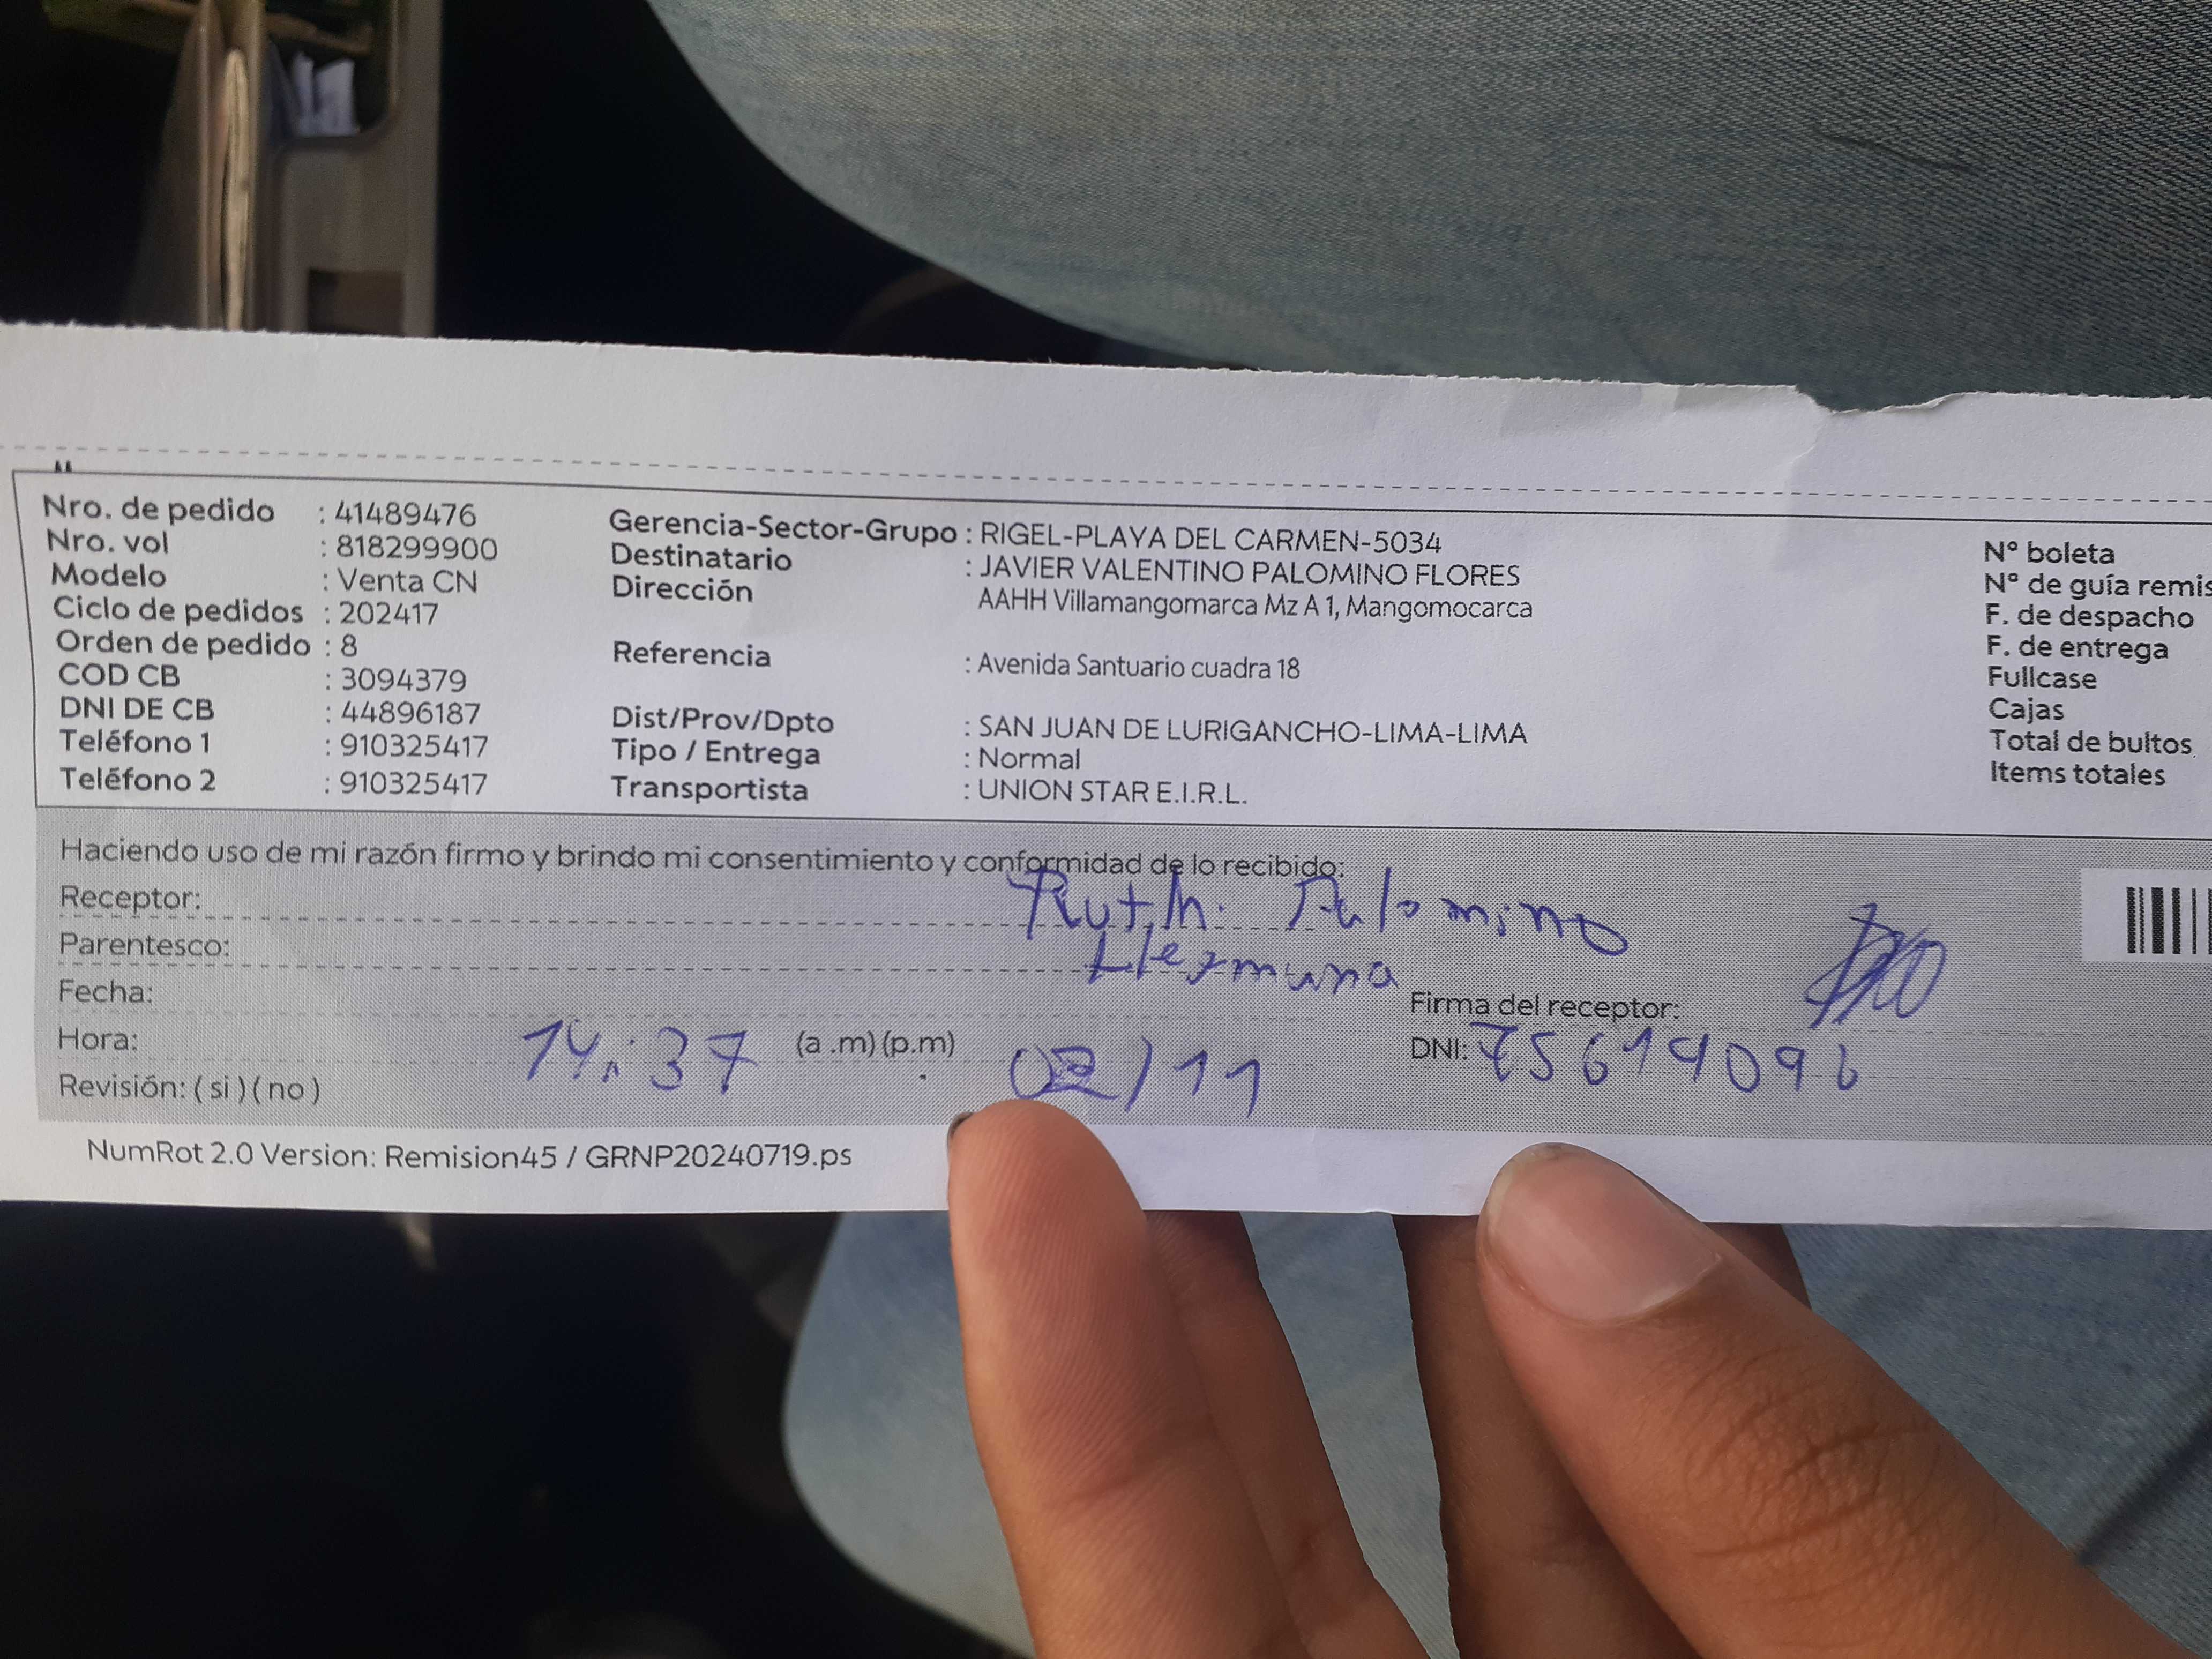 Nro. de pedido : 41489476
Nro. vol : 818299900
Modelo : Venta CN
Ciclo de pedidos : 202417
Orden de pedido : 8
COD CB : 3094379
DNI DE CB : 44896187
Teléfono 1 : 910325417
Teléfono 2 : 910325417
Gerencia-Sector-Grupo : RIGEL-PLAYA DEL CARMEN-5034
Destinatario : JAVIER VALENTINO PALOMINO FLORES
Dirección AAHH Villamangomarca Mz A 1, Mangomocarca
Referencia : Avenida Santuario cuadra 18
Dist/Prov/Dpto : SAN JUAN DE LURIGANCHO-LIMA-LIMA
Tipo / Entrega : Normal
Transportista : UNION STAR E.I.R.L.
N° boleta
N° de guía remis
F. de despacho
F. de entrega
Fullcase
Cajas
Total de bultos
Items totales
Haciendo uso de mi razón firmo y brindo mi consentimiento y conformidad de lo recibido:
Receptor: Ruth. Palomino
Parentesco: Hermana
Fecha:
Firma del receptor:
Hora: 14:37 (a .m) (p.m) 02/11
DNI: 75614096
Revisión: ( si ) ( no )
NumRot 2.0 Version: Remision45 / GRNP20240719.ps